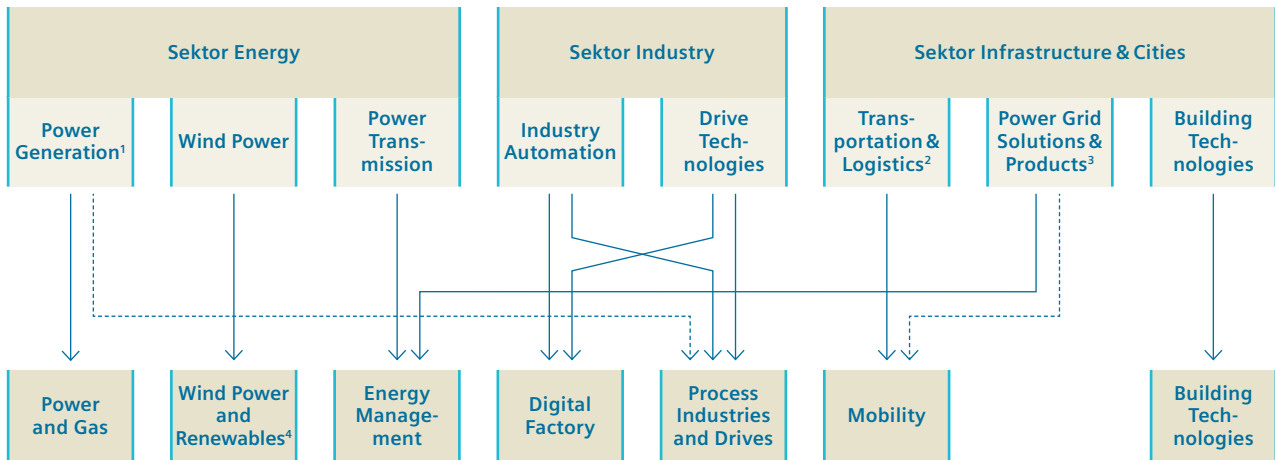 Sektor Energy
Sektor Industry
Sektor Infrastructure & Cities
Power
Generation¹
Wind Power
Power
Trans-
mission
Industry
Automation
Drive
Tech-
nologies
Trans-
portation &
Logistics²
Power Grid
Solutions &
Products³
Building
Tech-
nologies
Power
and Gas
Wind Power
and
Renewables⁴
Energy
Manage-
ment
Digital
Factory
Process
Industries
and Drives
Mobility
Building
Tech-
nologies